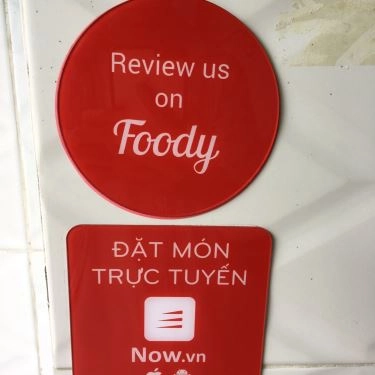 Review us
on
Foody
ĐẶT MÓN
TRỰC TUYẾN
Now.vn